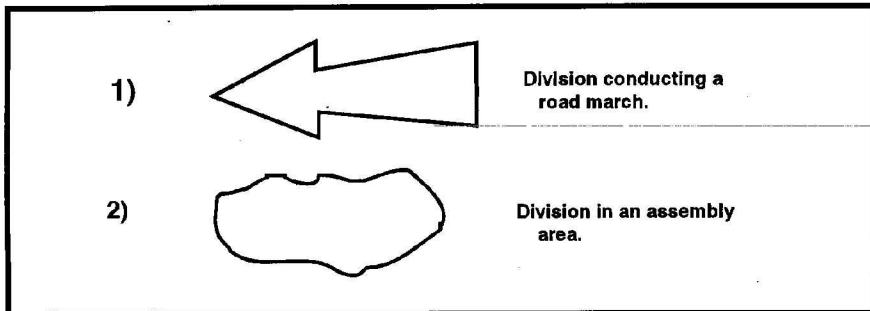 1)
Division conducting a
road march.
2)
Division in an assembly
area.